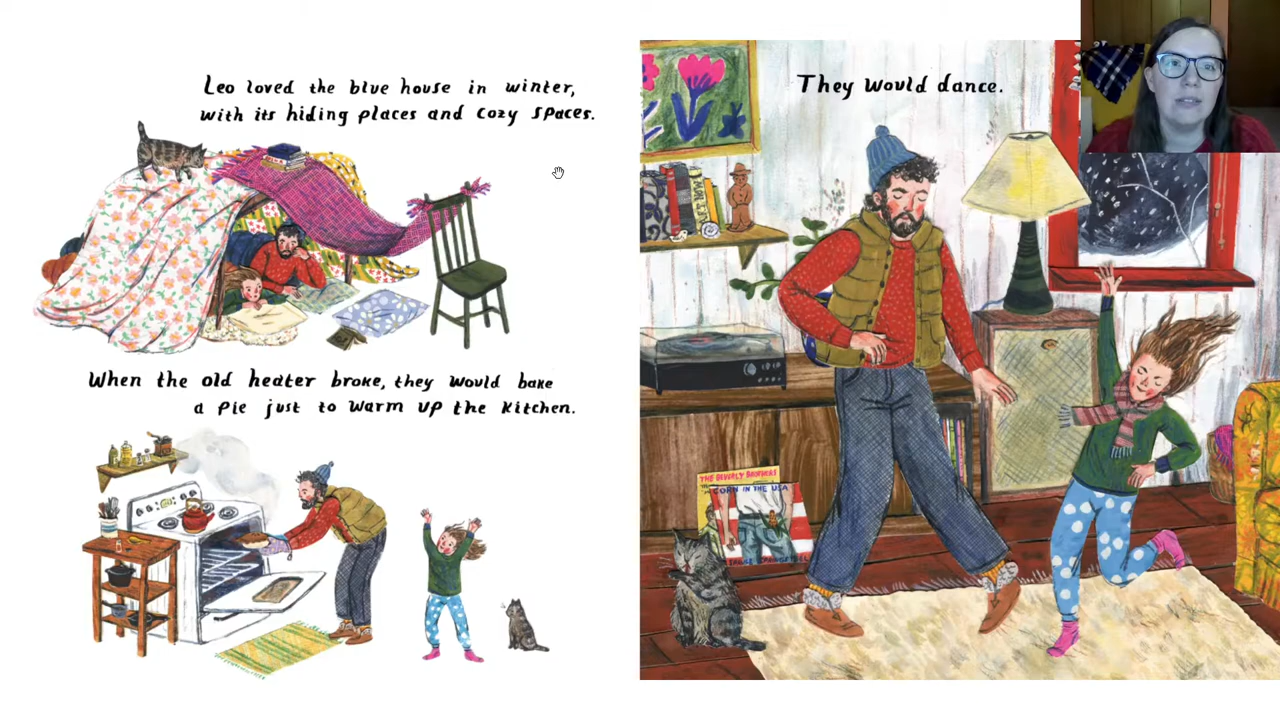 Leo loved the blue house in winter,
with its hiding places and cozy spaces.
When the old heater broke, they would bake
a pie just to warm up the kitchen.
They would dance.
THE BEVERLY BROTHERS
CORN IN THE USA